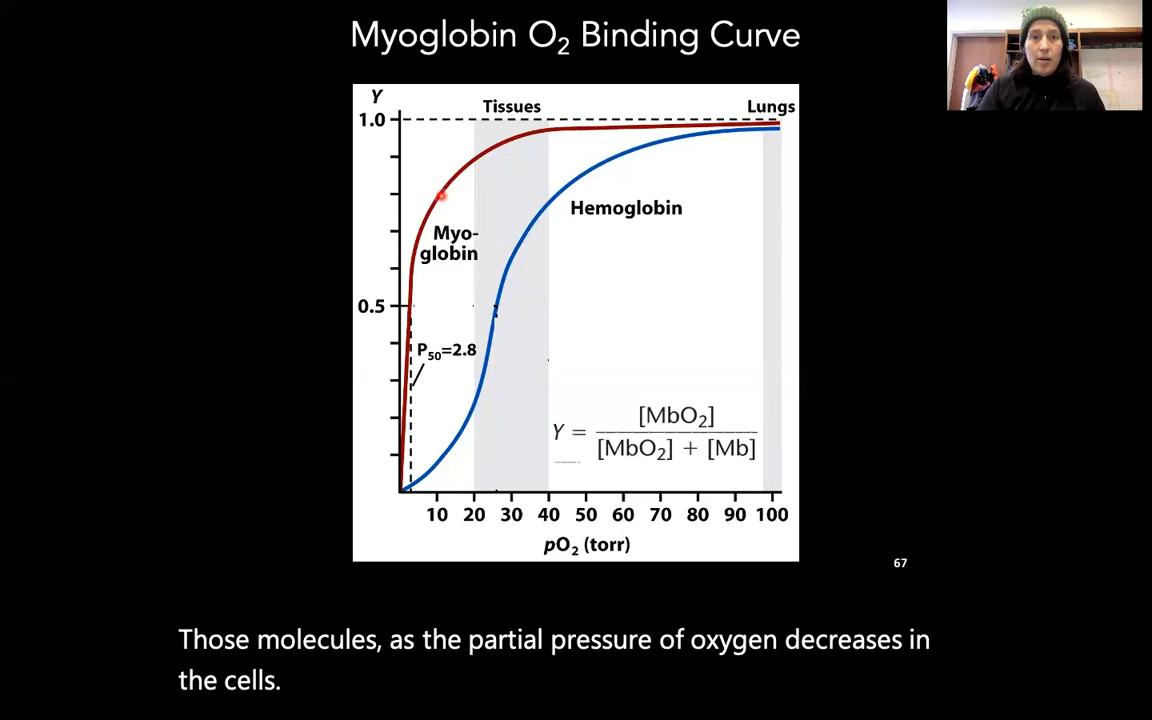 Myoglobin O₂ Binding Curve
Y
Tissues
Lungs
1.0
Hemoglobin
Myo-
globin
0.5
P₅₀=2.8
Y = [MbO₂] / [MbO₂] + [Mb]
10 20 30 40 50 60 70 80 90 100
pO₂ (torr)
67
Those molecules, as the partial pressure of oxygen decreases in
the cells.